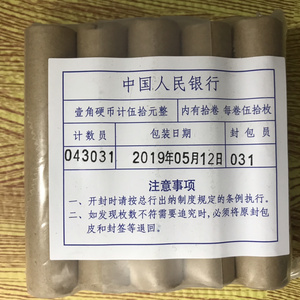 中国人民银行
壹角硬币计伍拾元整 内有拾卷 每卷伍拾枚
计数员 包装日期 封包员
043031 2019年05月12日 031
注意事项
一、开封时请按总行出纳制度规定的条例执行。
二、如发现枚数不符需要追究时,必须将原封包
皮和封签等退回。